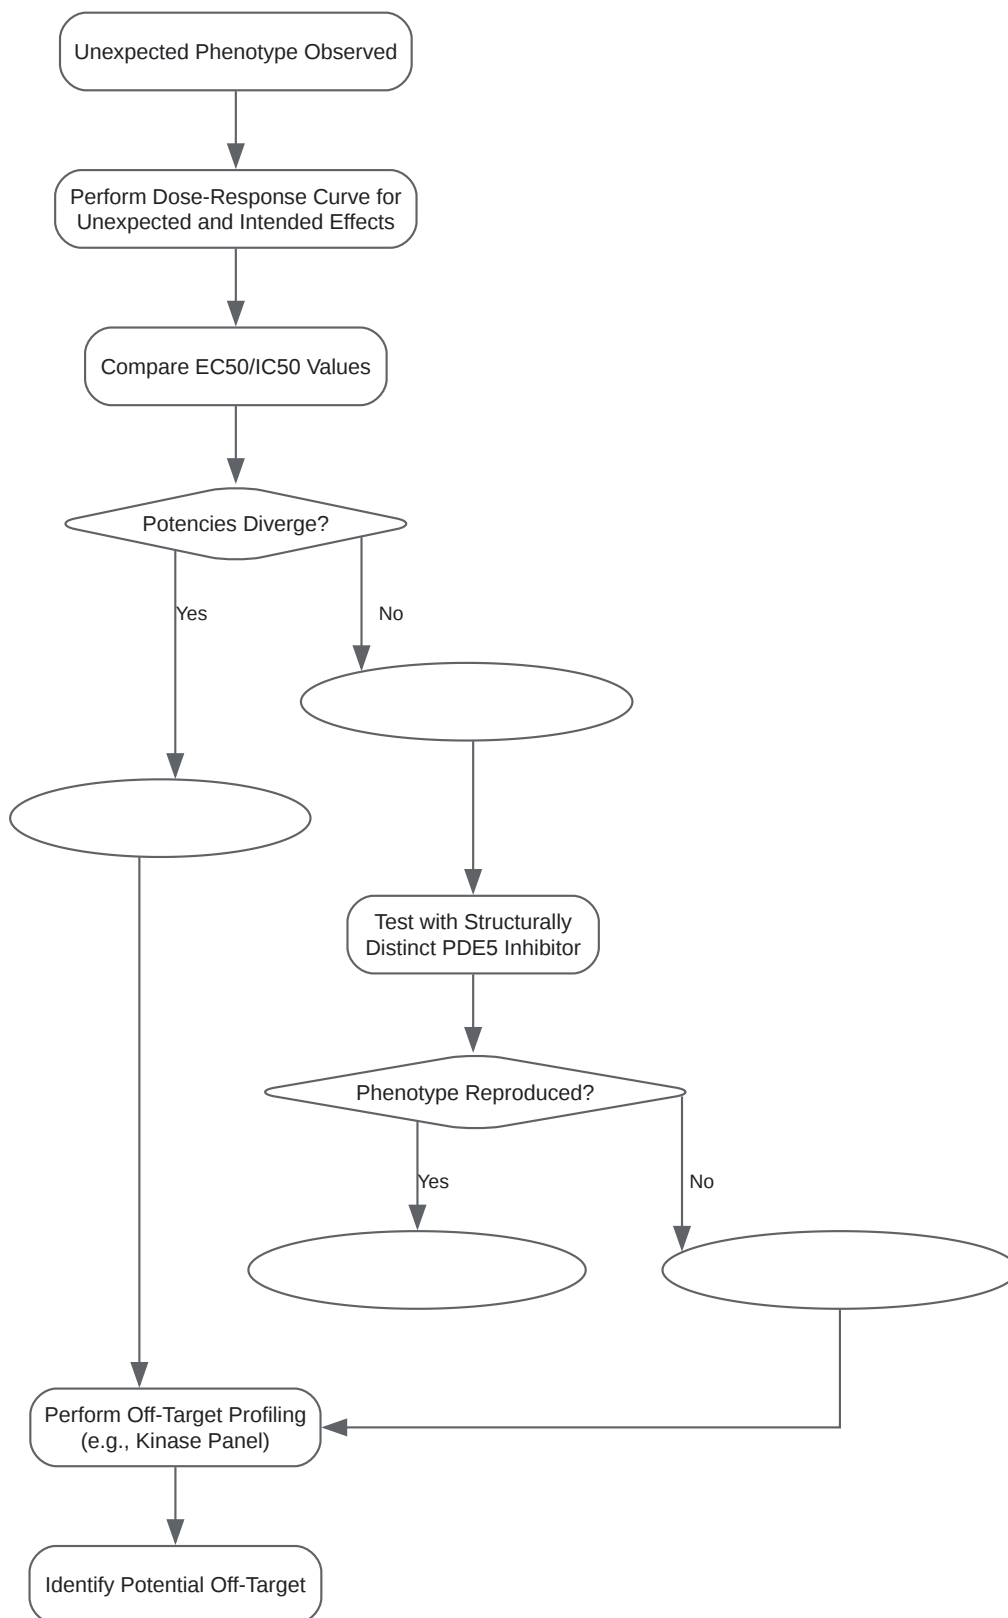 Unexpected Phenotype Observed
Perform Dose-Response Curve for
Unexpected and Intended Effects
Compare EC50/IC50 Values
Potencies Diverge?
Yes
No
Test with Structurally
Distinct PDE5 Inhibitor
Phenotype Reproduced?
Yes
No
Perform Off-Target Profiling
(e.g., Kinase Panel)
Identify Potential Off-Target